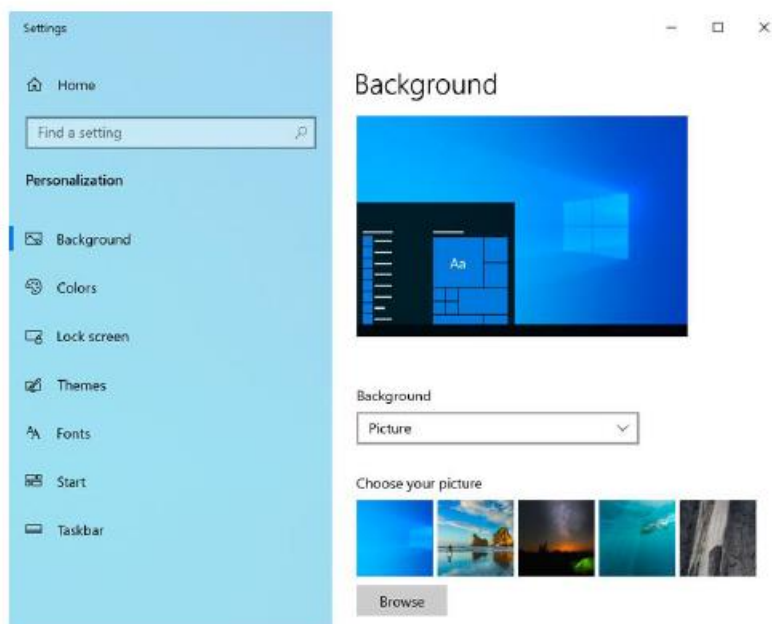 Settings
Home
Find a setting
Personalization
Background
Colors
Lock screen
Themes
Fonts
Start
Taskbar
Background
Aa
Background
Picture
Choose your picture
Browse